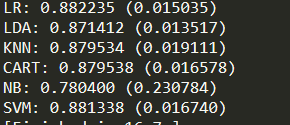 LR: 0.882235 (0.015035)
LDA: 0.871412 (0.013517)
KNN: 0.879534 (0.019111)
CART: 0.879538 (0.016578)
NB: 0.780400 (0.230784)
SVM: 0.881338 (0.016740)